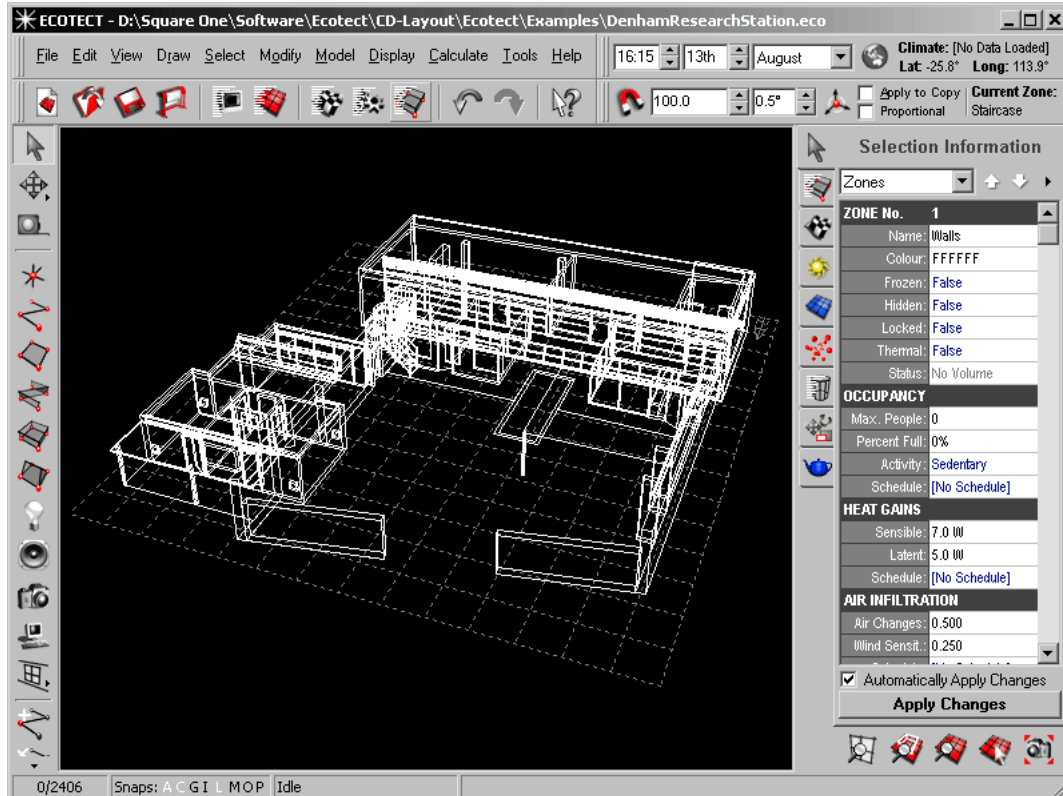 ECOTECT - D:\Square One\Software\Ecotect\CD-Layout\Ecotect\Examples\DenhamResearchStation.eco
File Edit View Draw Select Modify Model Display Calculate Tools Help
16:15 13th August
Climate: [No Data Loaded]
Lat: -25.8° Long: 113.9°
100.0 0.5°
Apply to Copy
Proportional
Current Zone:
Staircase
Selection Information
Zones
ZONE No. 1
Name: Walls
Colour: FFFFFF
Frozen: False
Hidden: False
Locked: False
Thermal: False
Status: No Volume
OCCUPANCY
Max. People: 0
Percent Full: 0%
Activity: Sedentary
Schedule: [No Schedule]
HEAT GAINS
Sensible: 7.0 W
Latent: 5.0 W
Schedule: [No Schedule]
AIR INFILTRATION
Air Changes: 0.500
Wind Sensit.: 0.250
Automatically Apply Changes
Apply Changes
0/2406 Snaps: A C G I L M O P Idle